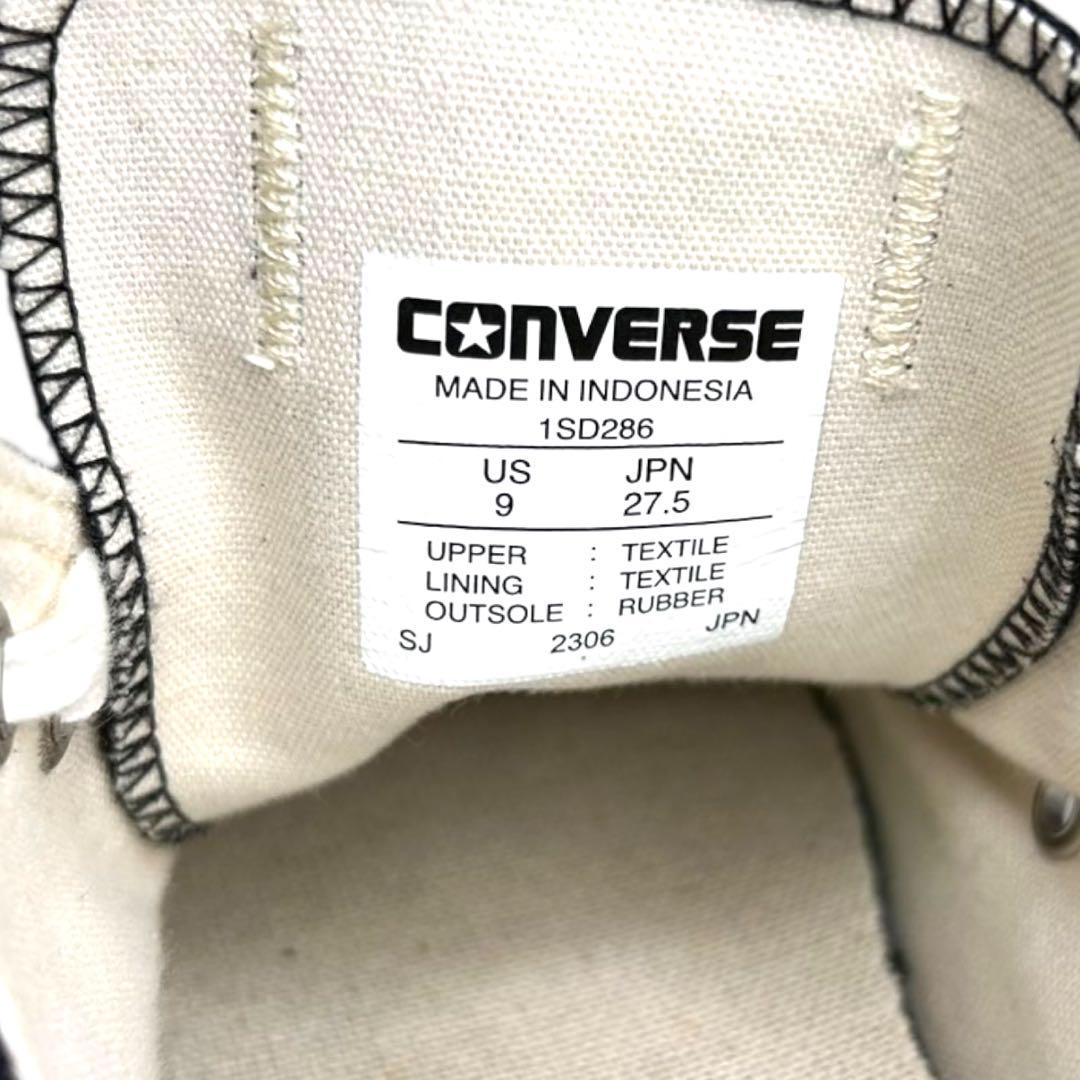 CONVERSE
MADE IN INDONESIA
1SD286
US JPN
9 27.5
UPPER : TEXTILE
LINING : TEXTILE
OUTSOLE : RUBBER
SJ 2306 JPN